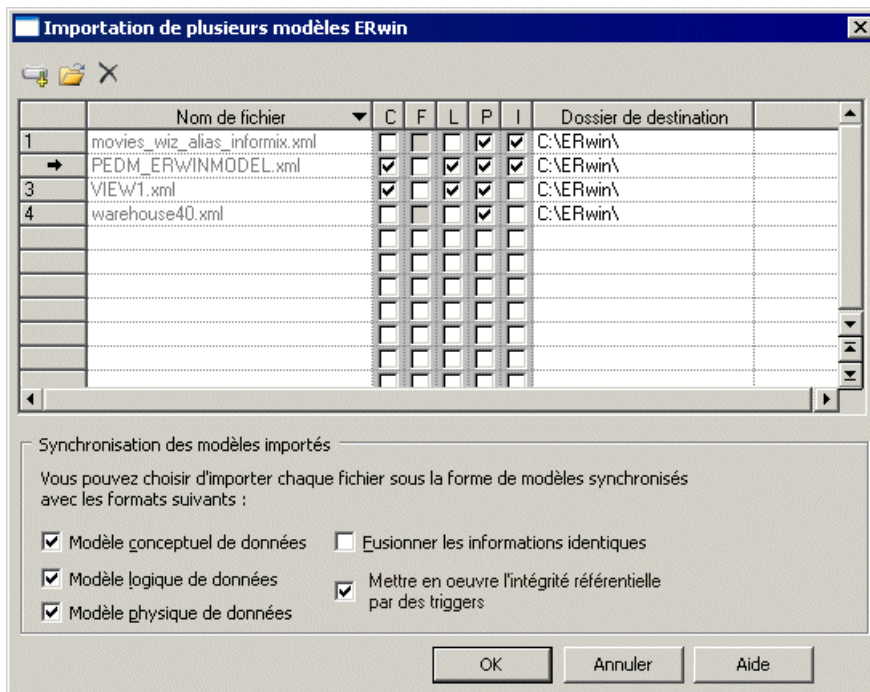 Importation de plusieurs modèles ERwin
Nom de fichier C F L P I Dossier de destination
1 movies_wiz_alias_informix.xml C:\ERwin\
PEDM_ERWINMODEL.xml C:\ERwin\
3 VIEW1.xml C:\ERwin\
4 warehouse40.xml C:\ERwin\
Synchronisation des modèles importés
Vous pouvez choisir d'importer chaque fichier sous la forme de modèles synchronisés
avec les formats suivants :
Modèle conceptuel de données Fusionner les informations identiques
Modèle logique de données Mettre en oeuvre l'intégrité référentielle
par des triggers
Modèle physique de données
OK Annuler Aide